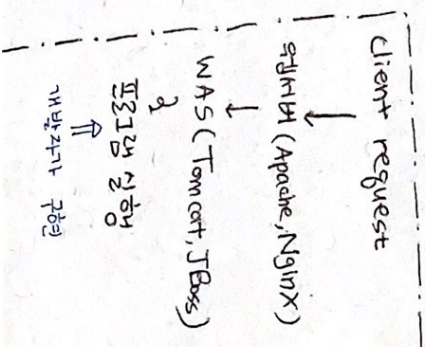 Client request
↓
웹서버 (Apache, NginX)
↓
WAS (Tomcat, JBoss)
↓
프로그램 실행
⇑
개발자가 구현